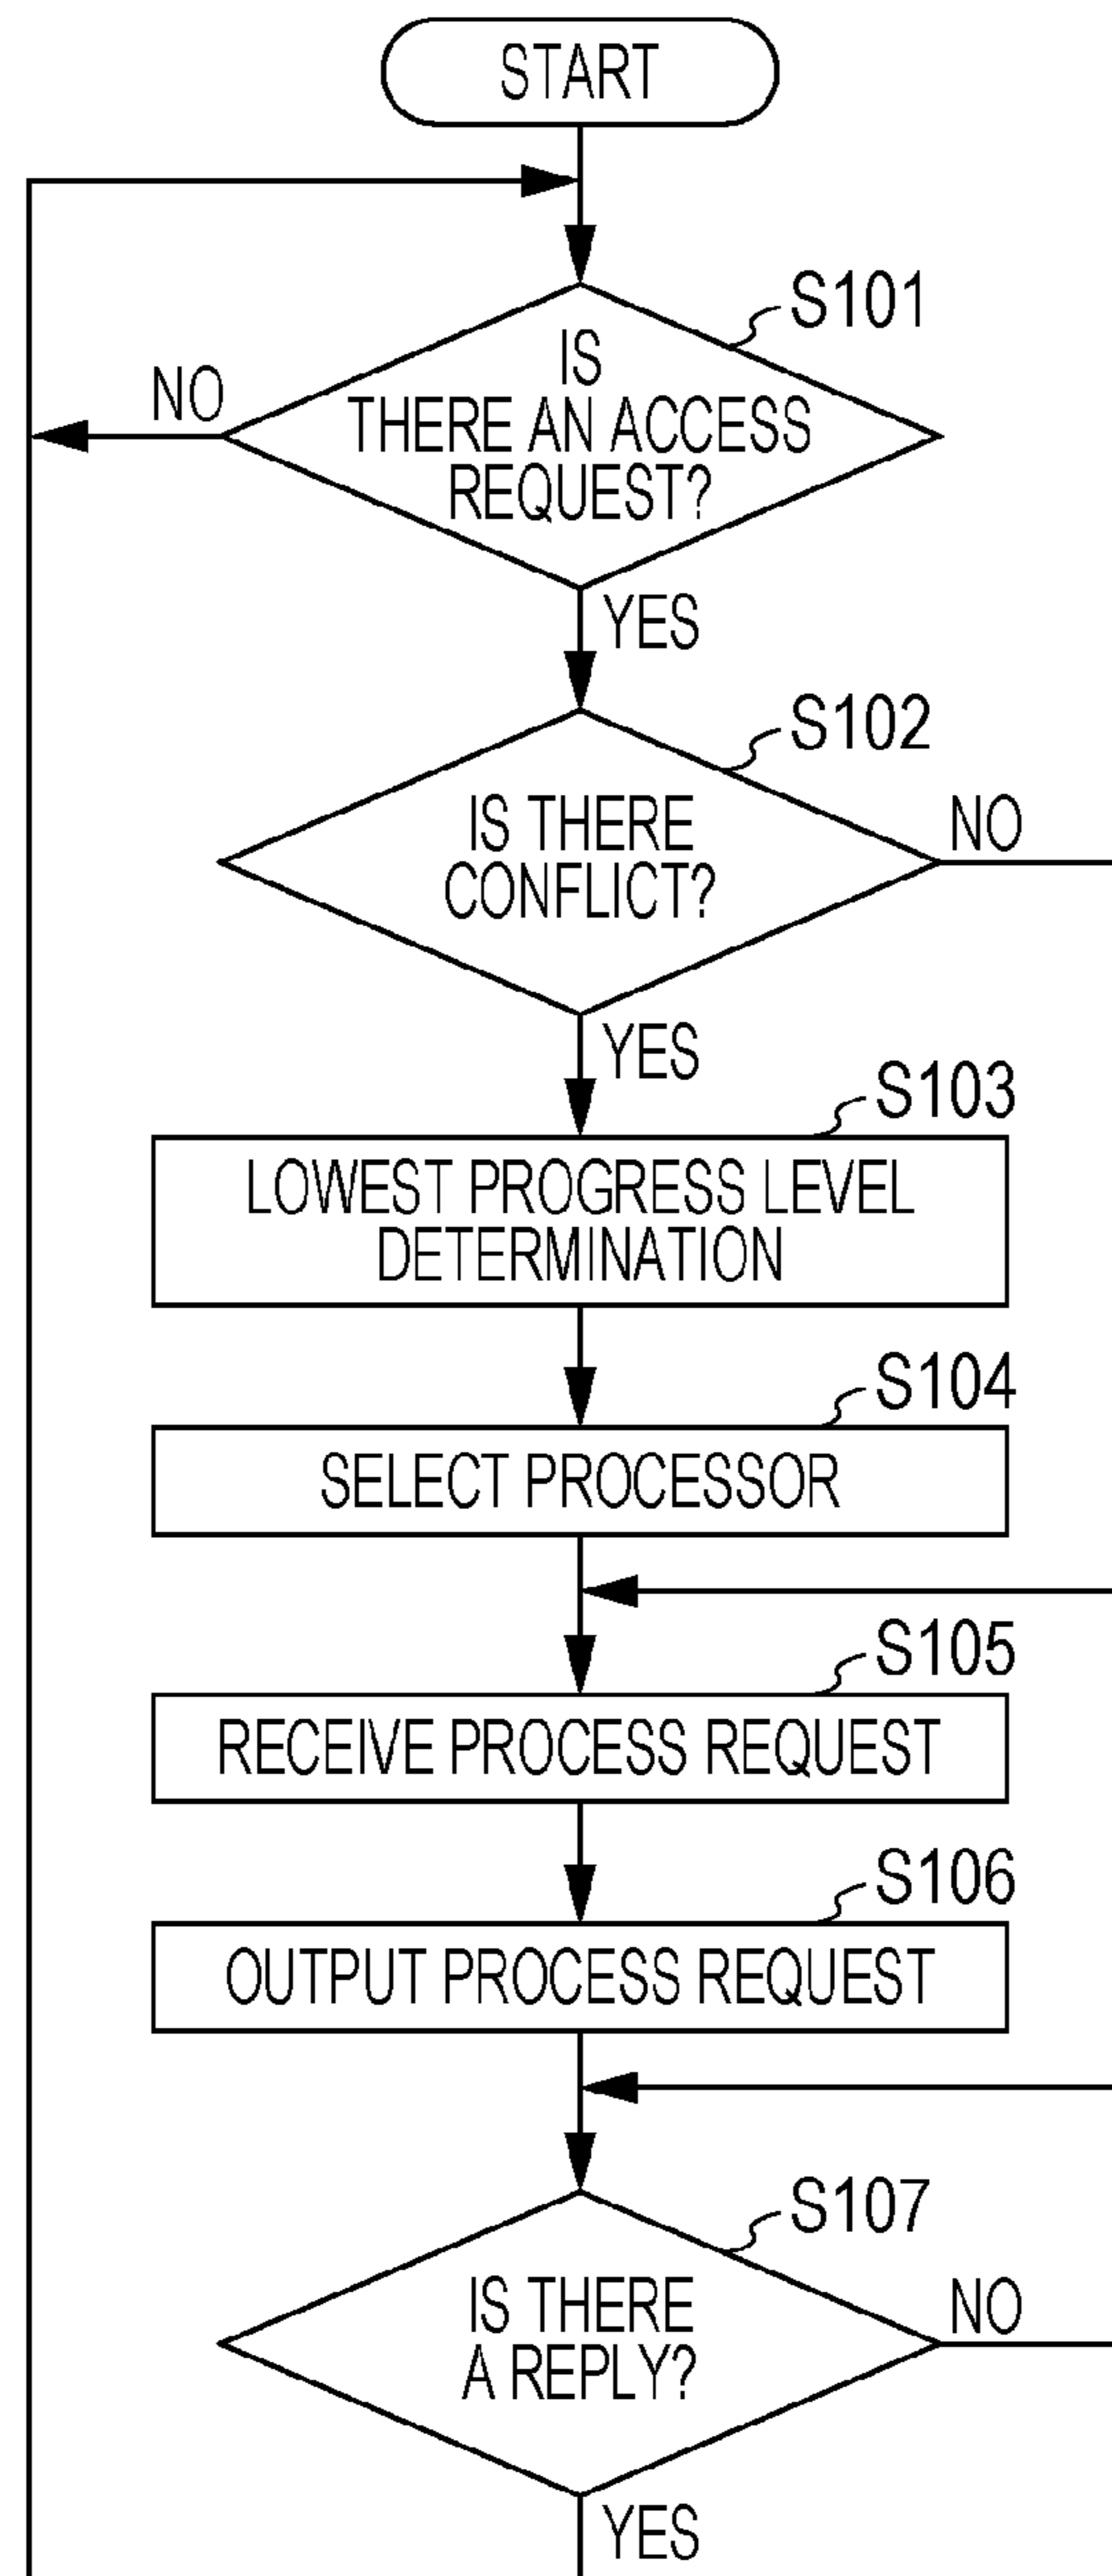 START
S101
IS
THERE AN ACCESS
REQUEST?
NO
YES
S102
IS THERE
CONFLICT?
NO
YES
S103
LOWEST PROGRESS LEVEL
DETERMINATION
S104
SELECT PROCESSOR
S105
RECEIVE PROCESS REQUEST
S106
OUTPUT PROCESS REQUEST
S107
IS THERE
A REPLY?
NO
YES